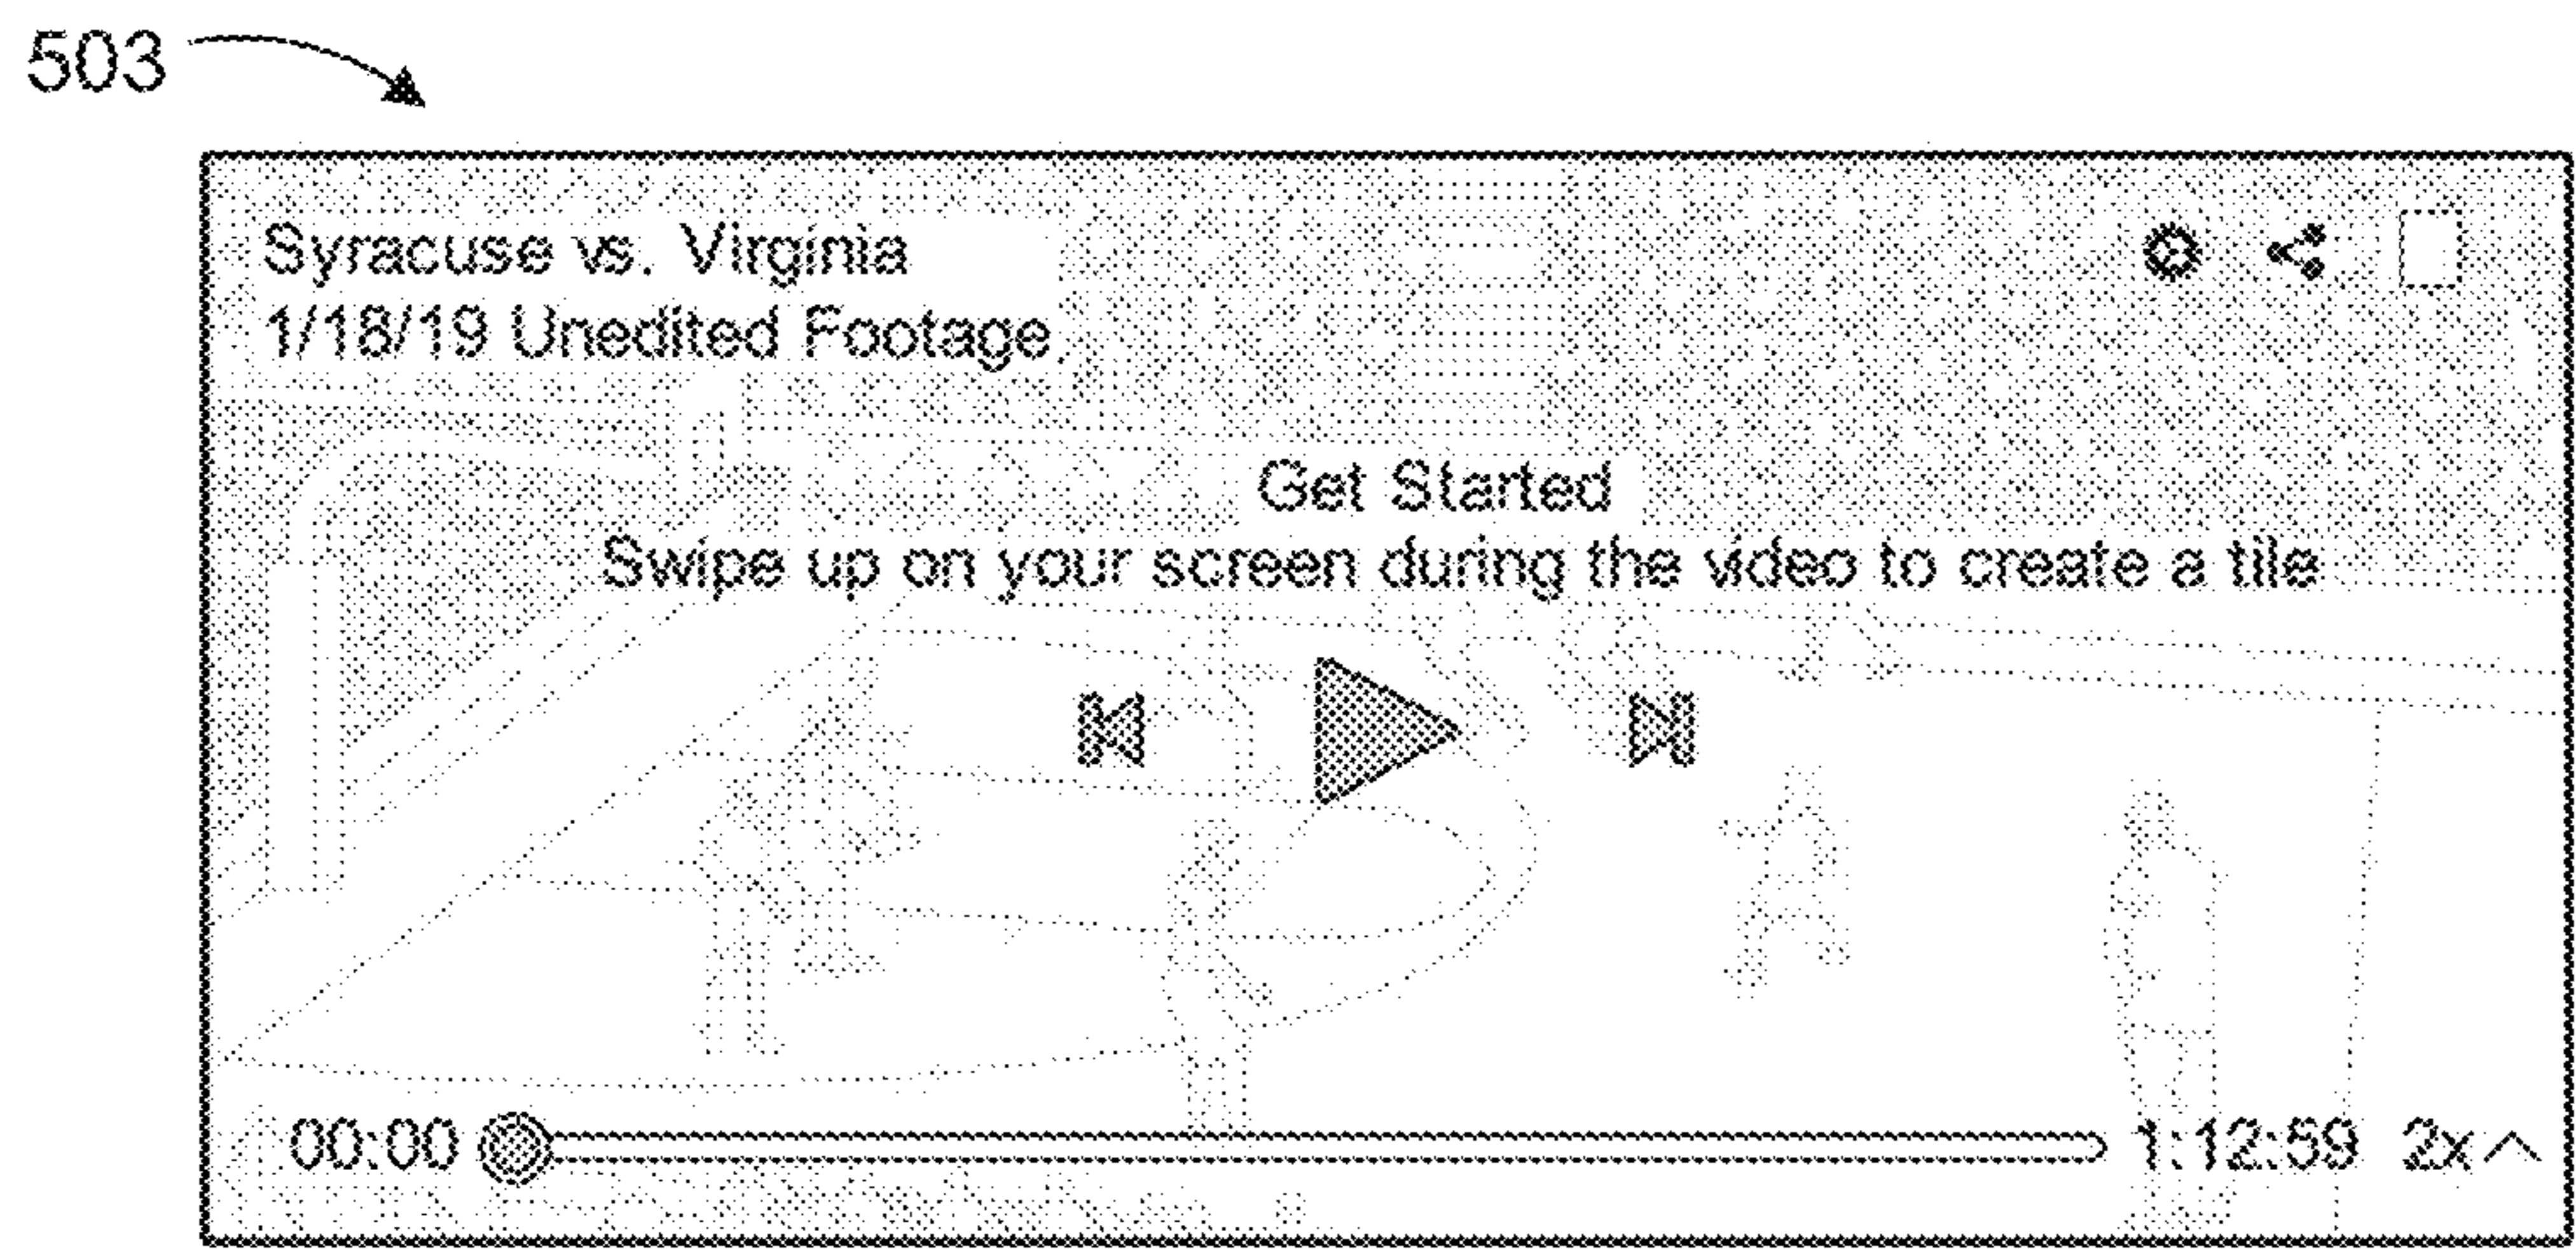 503
Syracuse vs. Virginia
1/18/19 Unedited Footage
Get Started
Swipe up on your screen during the video to create a tile
00:00 1:12:59 2x